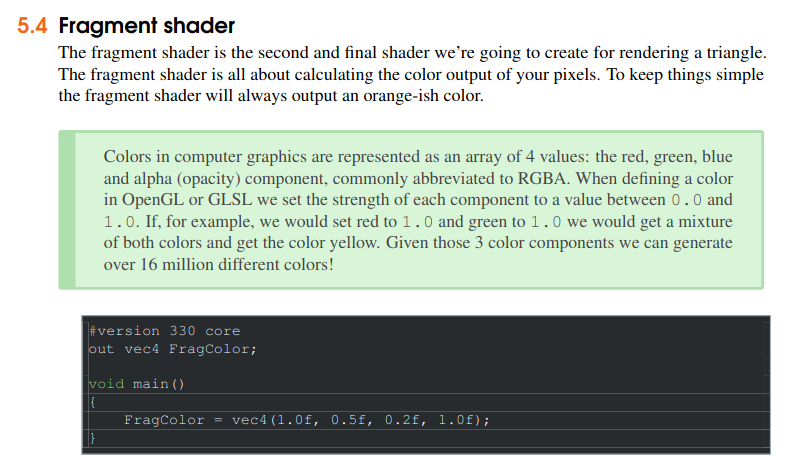 5.4 Fragment shader
The fragment shader is the second and final shader we're going to create for rendering a triangle.
The fragment shader is all about calculating the color output of your pixels. To keep things simple
the fragment shader will always output an orange-ish color.
Colors in computer graphics are represented as an array of 4 values: the red, green, blue
and alpha (opacity) component, commonly abbreviated to RGBA. When defining a color
in OpenGL or GLSL we set the strength of each component to a value between 0.0 and
1.0. If, for example, we would set red to 1.0 and green to 1.0 we would get a mixture
of both colors and get the color yellow. Given those 3 color components we can generate
over 16 million different colors!
#version 330 core
out vec4 FragColor;
void main()
{
FragColor = vec4(1.0f, 0.5f, 0.2f, 1.0f);
}